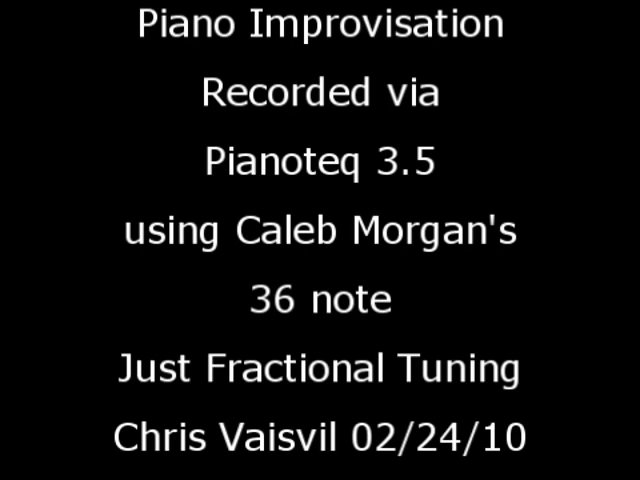 Piano Improvisation
Recorded via
Pianoteq 3.5
using Caleb Morgan's
36 note
Just Fractional Tuning
Chris Vaisvil 02/24/10